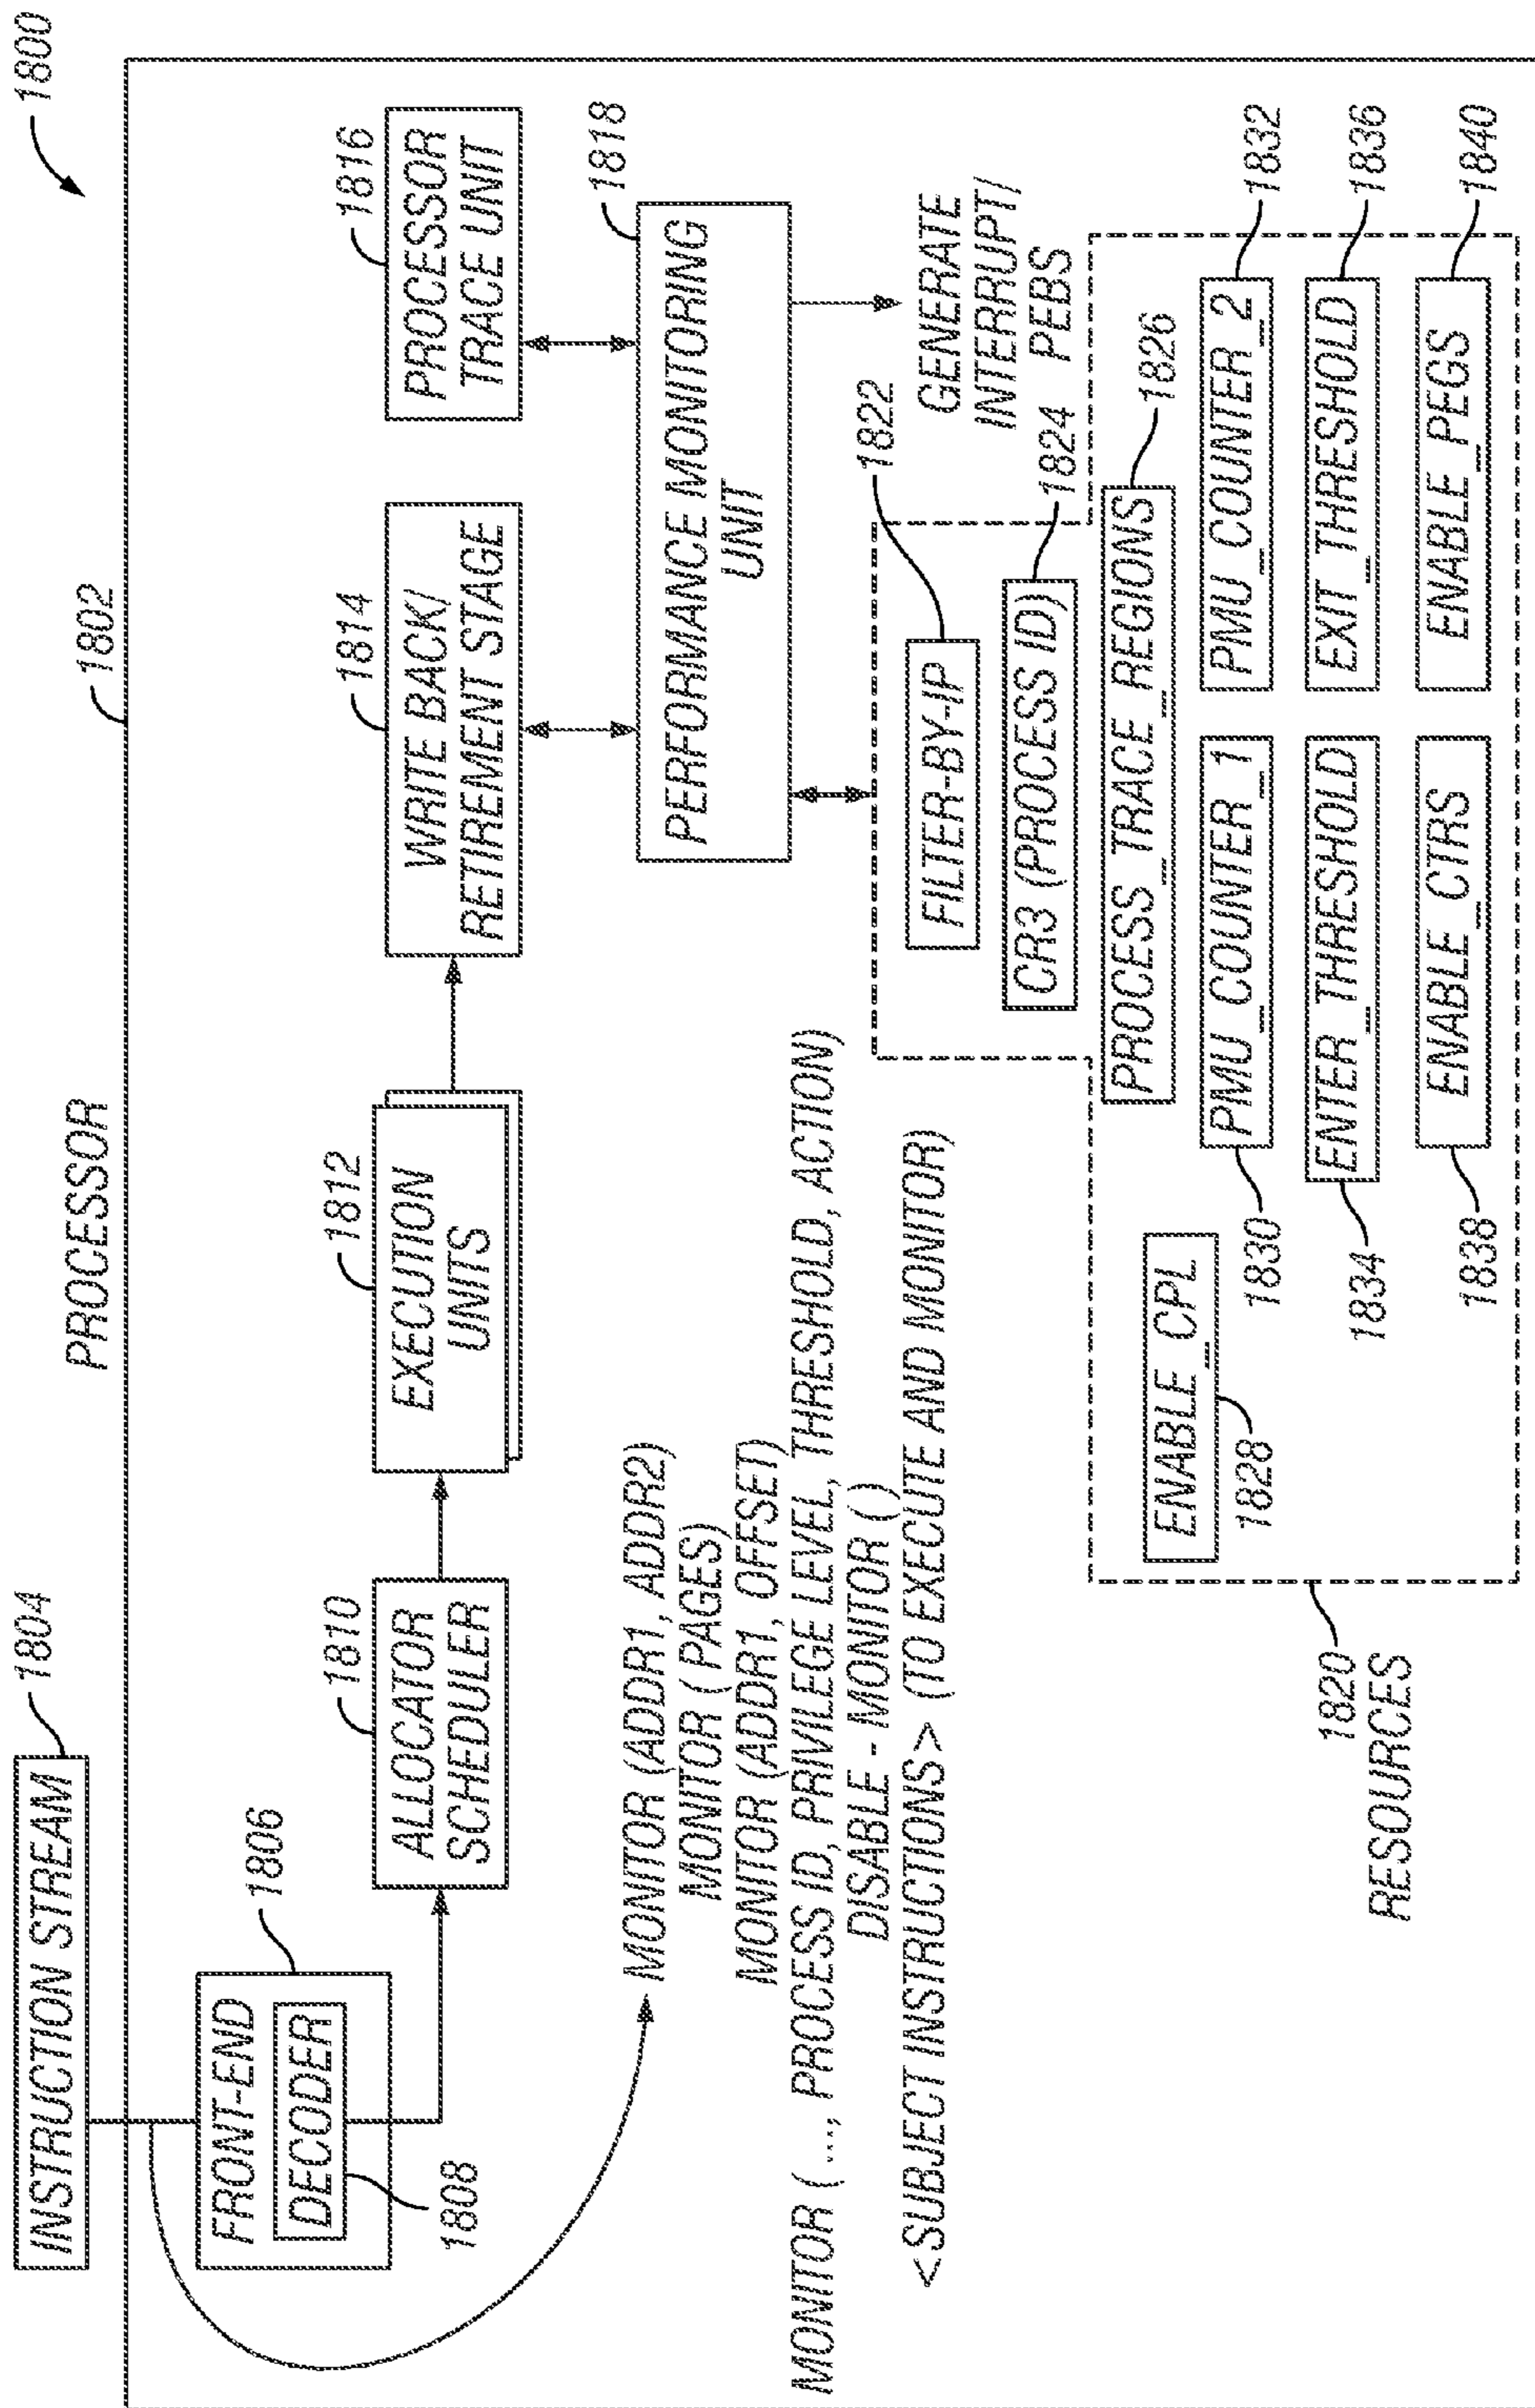 1800
PROCESSOR
1802
INSTRUCTION STREAM
1804
FRONT-END
1806
DECODER
1808
ALLOCATOR
SCHEDULER
1810
EXECUTION
UNITS
1812
WRITE BACK/
RETIREMENT STAGE
1814
PROCESSOR
TRACE UNIT
1816
PERFORMANCE MONITORING
UNIT
1818
GENERATE
INTERRUPT/
PEBS
MONITOR (ADDR1, ADDR2)
MONITOR (PAGES)
MONITOR (ADDR1, OFFSET)
MONITOR (..., PROCESS ID, PRIVILEGE LEVEL, THRESHOLD, ACTION)
DISABLE - MONITOR ( )
<SUBJECT INSTRUCTIONS> (TO EXECUTE AND MONITOR)
FILTER-BY-IP
1822
CR3 (PROCESS ID)
1824
PROCESS_TRACE_REGIONS
1826
ENABLE_CPL
1828
PMU_COUNTER_1
1830
PMU_COUNTER_2
1832
ENTER_THRESHOLD
1834
EXIT_THRESHOLD
1836
ENABLE_CTRS
1838
ENABLE_PEGS
1840
1820
RESOURCES